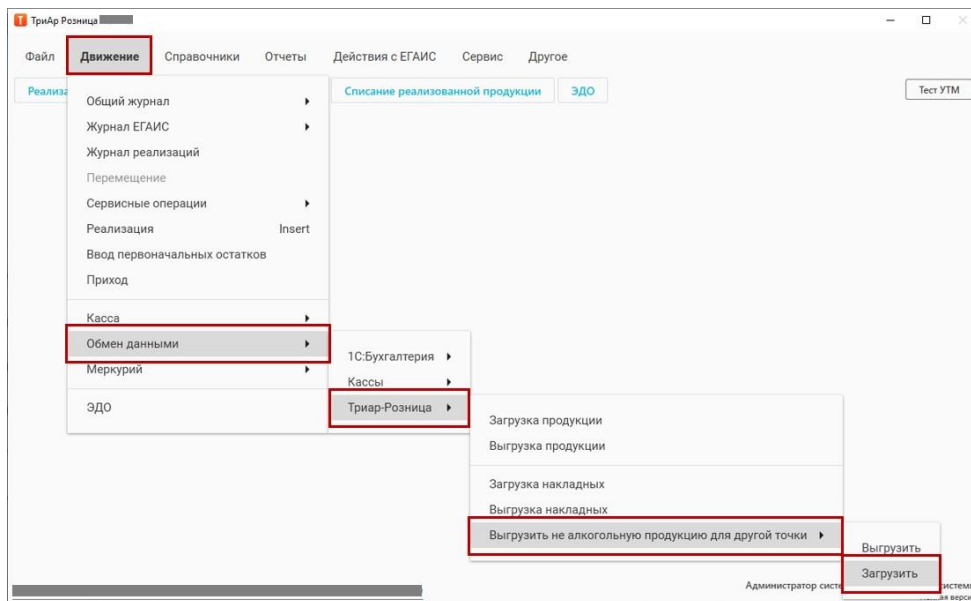 ТриАр Розница
Файл Движение Справочники Отчеты Действия с ЕГАИС Сервис Другое
Списание реализованной продукции ЭДО Тест УТМ
Общий журнал
Журнал ЕГАИС
Журнал реализаций
Перемещение
Сервисные операции
Реализация Insert
Ввод первоначальных остатков
Приход
Касса
Обмен данными
Меркурий
ЭДО
1С:Бухгалтерия
Кассы
Триар-Розница
Загрузка продукции
Выгрузка продукции
Загрузка накладных
Выгрузка накладных
Выгрузить не алкогольную продукцию для другой точки
Выгрузить
Загрузить
Администратор